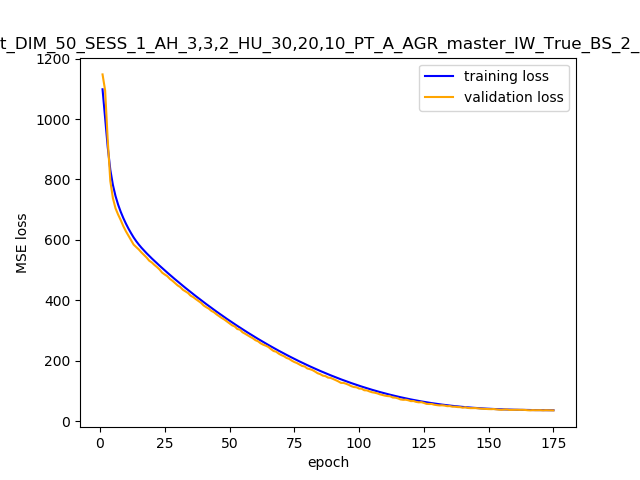 t_DIM_50_SESS_1_AH_3,3,2_HU_30,20,10_PT_A_AGR_master_IW_True_BS_2_
1200
1000
800
600
400
200
0
MSE loss
training loss
validation loss
0 25 50 75 100 125 150 175
epoch